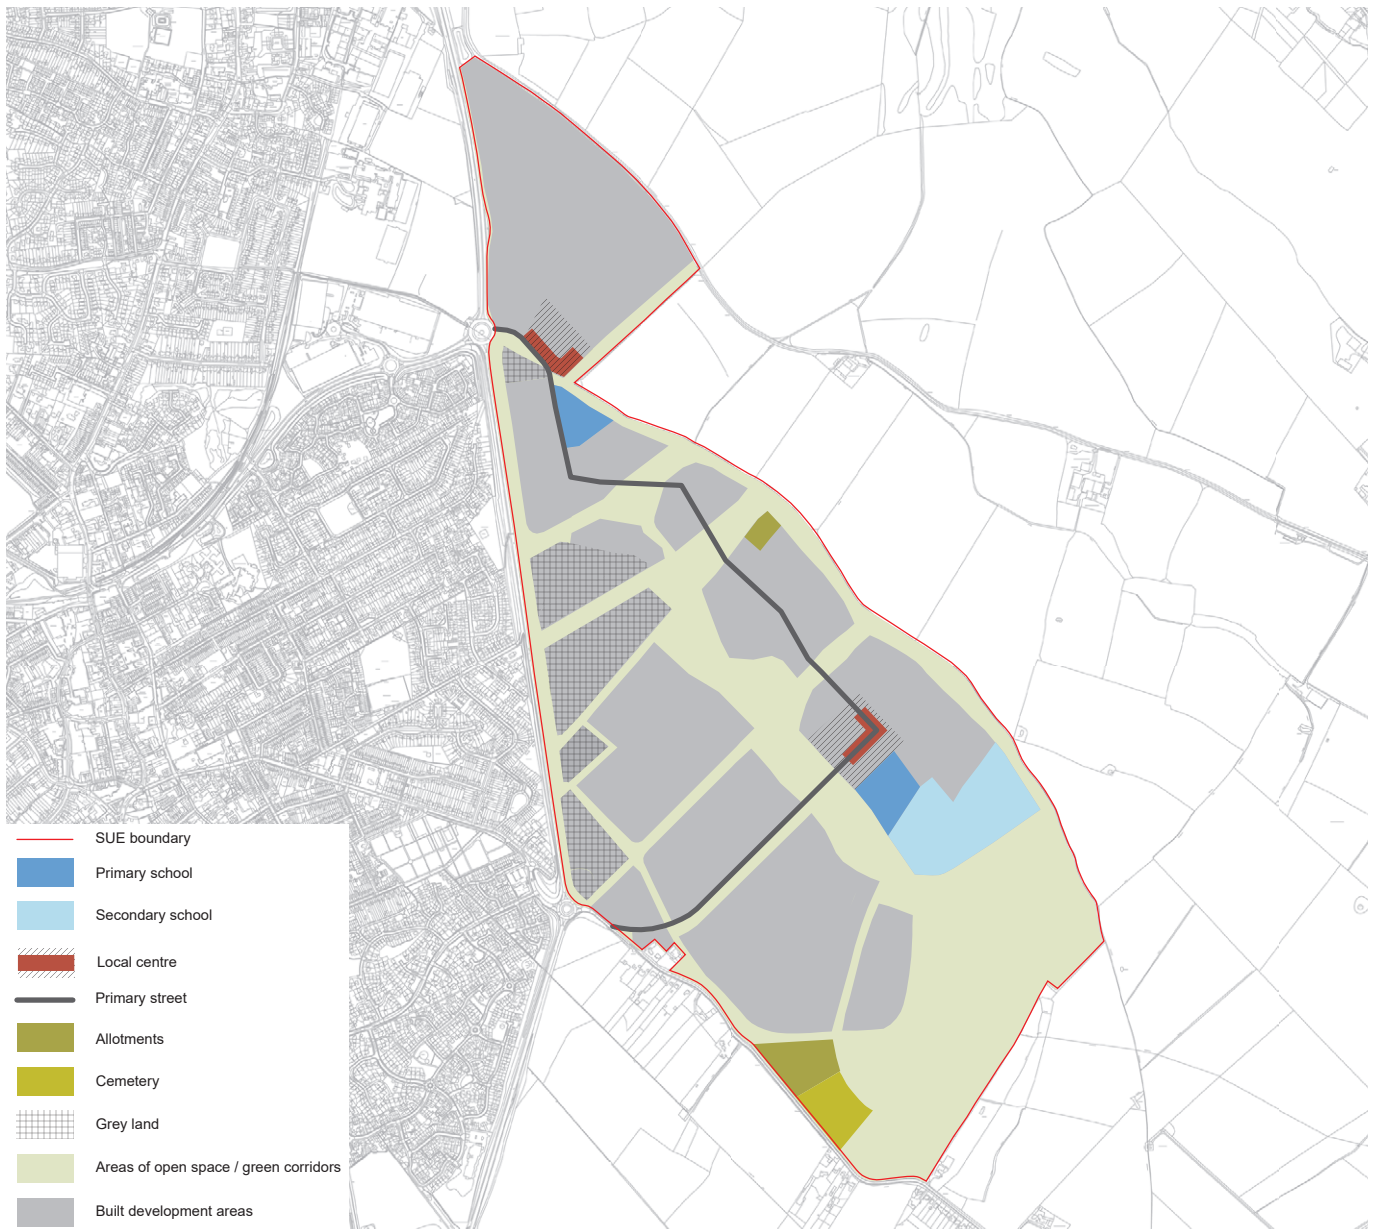 SUE boundary
Primary school
Secondary school
Local centre
Primary street
Allotments
Cemetery
Grey land
Areas of open space / green corridors
Built development areas